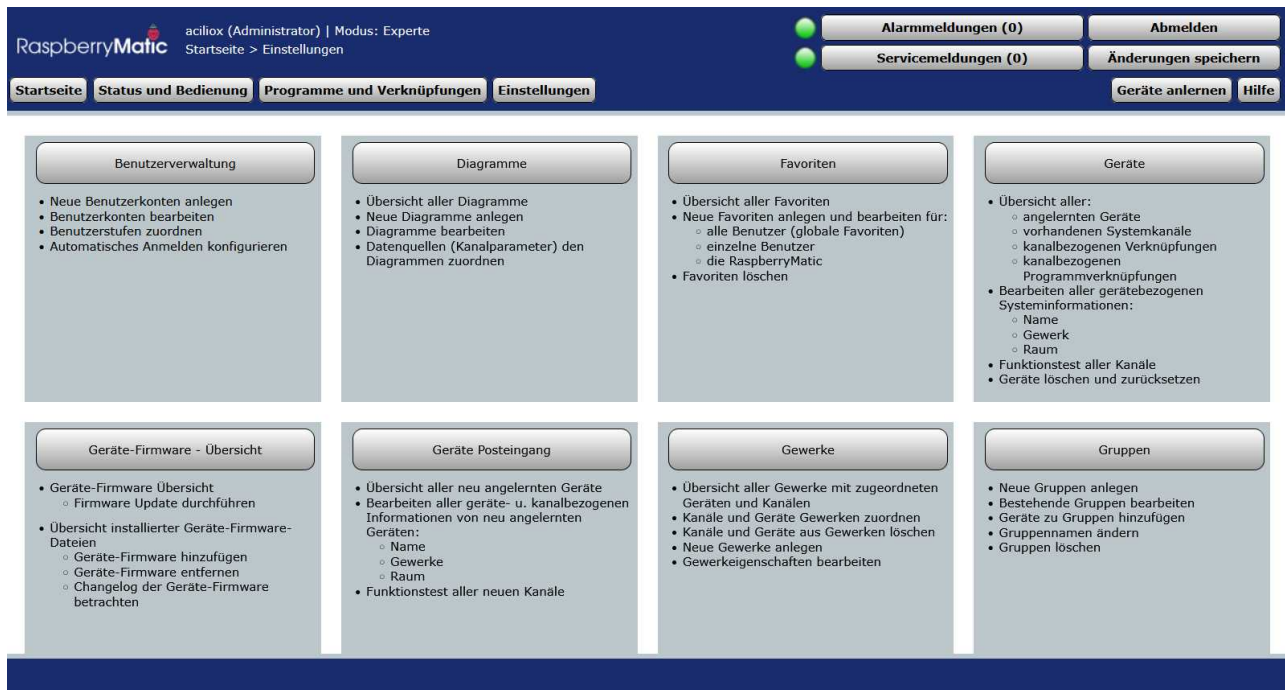 RaspberryMatic
aciliox (Administrator) | Modus: Experte
Startseite > Einstellungen
Alarmmeldungen (0)
Abmelden
Servicemeldungen (0)
Änderungen speichern
Startseite
Status und Bedienung
Programme und Verknüpfungen
Einstellungen
Geräte anlernen
Hilfe
Benutzerverwaltung
• Neue Benutzerkonten anlegen
• Benutzerkonten bearbeiten
• Benutzerstufen zuordnen
• Automatisches Anmelden konfigurieren
Diagramme
• Übersicht aller Diagramme
• Neue Diagramme anlegen
• Diagramme bearbeiten
• Datenquellen (Kanalparameter) den
Diagrammen zuordnen
Favoriten
• Übersicht aller Favoriten
• Neue Favoriten anlegen und bearbeiten für:
◦ alle Benutzer (globale Favoriten)
◦ einzelne Benutzer
◦ die RaspberryMatic
• Favoriten löschen
Geräte
• Übersicht aller:
◦ angelernten Geräte
◦ vorhandenen Systemkanäle
◦ kanalbezogenen Verknüpfungen
◦ kanalbezogenen
Programmverknüpfungen
• Bearbeiten aller gerätebezogenen
Systeminformationen:
◦ Name
◦ Gewerk
◦ Raum
• Funktionstest aller Kanäle
• Geräte löschen und zurücksetzen
Geräte-Firmware - Übersicht
• Geräte-Firmware Übersicht
◦ Firmware Update durchführen
• Übersicht installierter Geräte-Firmware-
Dateien
◦ Geräte-Firmware hinzufügen
◦ Geräte-Firmware entfernen
◦ Changelog der Geräte-Firmware
betrachten
Geräte Posteingang
• Übersicht aller neu angelernten Geräte
• Bearbeiten aller geräte- u. kanalbezogenen
Informationen von neu angelernten
Geräten:
◦ Name
◦ Gewerke
◦ Raum
• Funktionstest aller neuen Kanäle
Gewerke
• Übersicht aller Gewerke mit zugeordneten
Geräten und Kanälen
• Kanäle und Geräte Gewerken zuordnen
• Kanäle und Geräte aus Gewerken löschen
• Neue Gewerke anlegen
• Gewerkeigenschaften bearbeiten
Gruppen
• Neue Gruppen anlegen
• Bestehende Gruppen bearbeiten
• Geräte zu Gruppen hinzufügen
• Gruppennamen ändern
• Gruppen löschen